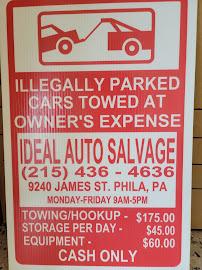 ILLEGALLY PARKED
CARS TOWED AT
OWNER'S EXPENSE
IDEAL AUTO SALVAGE
(215) 436 - 4636
9240 JAMES ST. PHILA, PA
MONDAY-FRIDAY 9AM-5PM
TOWING/HOOKUP - $175.00
STORAGE PER DAY - $45.00
EQUIPMENT - $60.00
CASH ONLY